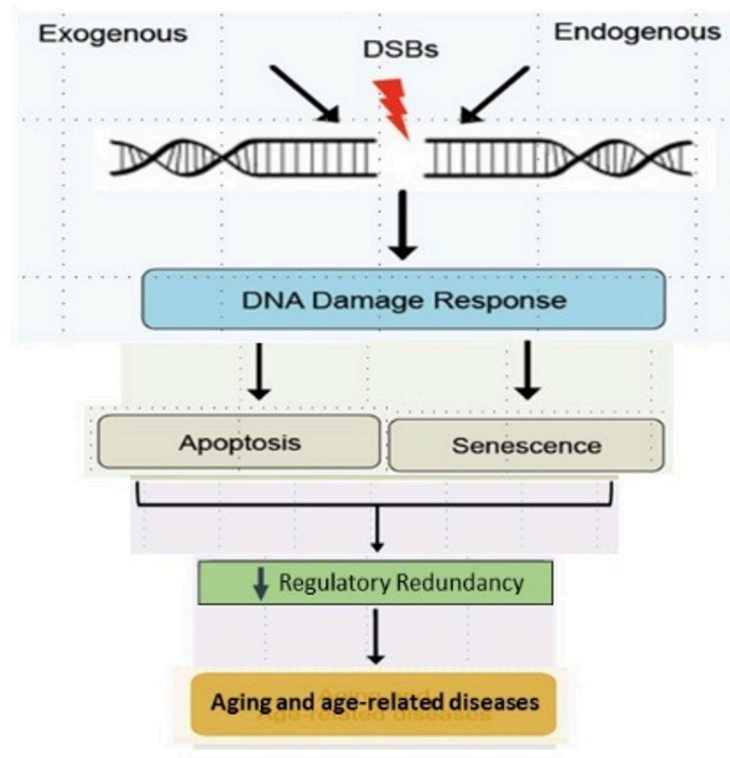 Exogenous
DSBs
Endogenous
DNA Damage Response
Apoptosis
Senescence
Regulatory Redundancy
Aging and age-related diseases